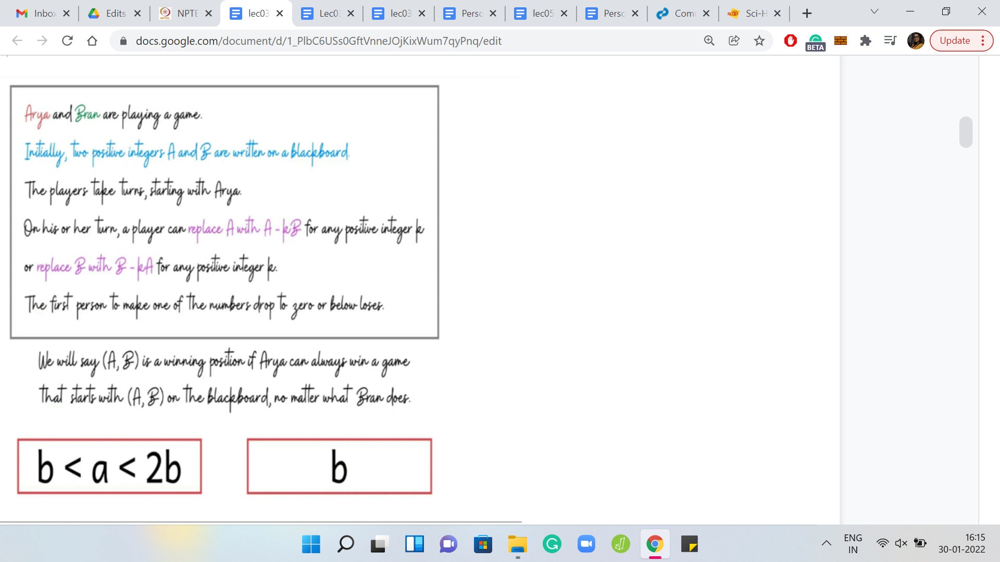 Inbox
Edits
NPTE
lec03
Lec03
lec03
Perso
lec05
Perso
Com
Sci-H
docs.google.com/document/d/1_PlbC6USs0GftVnneJOjKixWum7qyPnq/edit
BETA
Update
Arya and Bran are playing a game.
Initially, two positive integers A and B are written on a blackboard.
The players take turns, starting with Arya.
On his or her turn, a player can replace A with A - kB for any positive integer k
or replace B with B - kA for any positive integer k.
The first person to make one of the numbers drop to zero or below loses.
We will say (A, B) is a winning position if Arya can always win a game
that starts with (A, B) on the blackboard, no matter what Bran does.
b < a < 2b
b
ENG
IN
16:15
30-01-2022